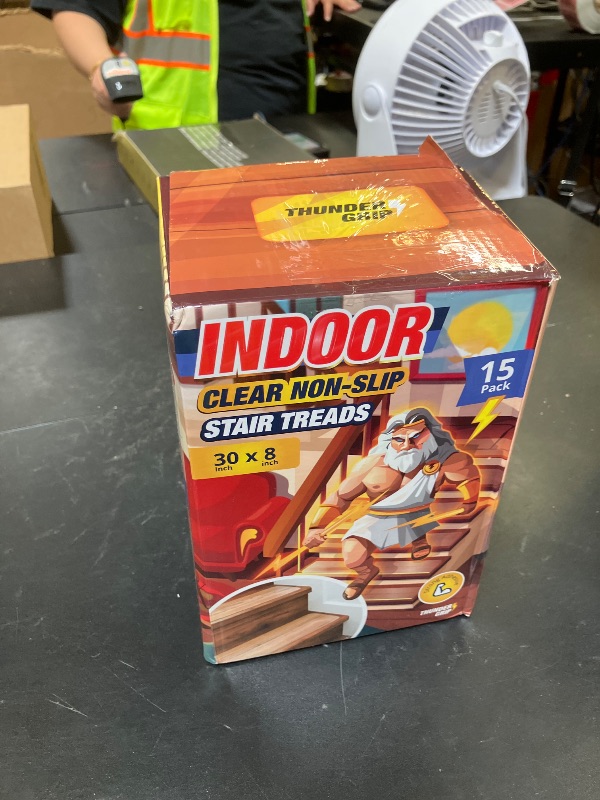 THUNDER
GRIP
INDOOR
CLEAR NON-SLIP
STAIR TREADS
15
Pack
30 x 8
inch inch
THUNDER
GRIP